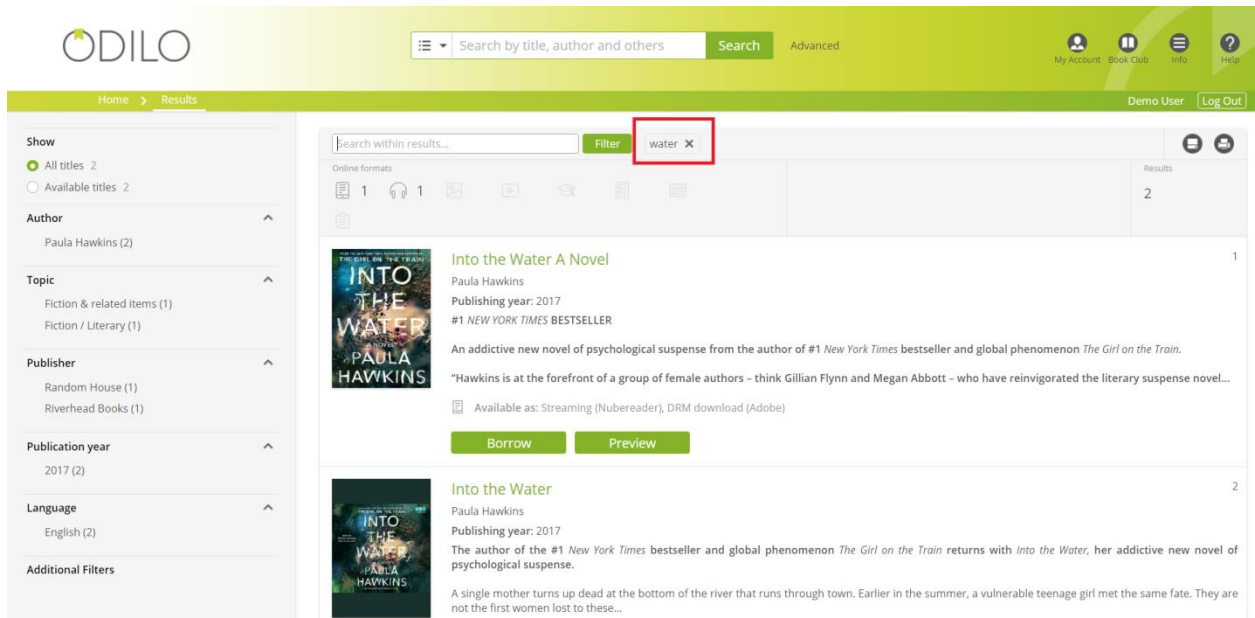 ODILO
Search by title, author and others
Search
Advanced
My Account
Book Club
Info
Help
Home > Results
Demo User
Log Out
Show
All titles 2
Available titles 2
Author
Paula Hawkins (2)
Topic
Fiction & related items (1)
Fiction / Literary (1)
Publisher
Random House (1)
Riverhead Books (1)
Publication year
2017 (2)
Language
English (2)
Additional Filters
Search within results...
Filter
water ×
Online formats
1 1
Results
2
THE GIRL ON THE TRAIN
INTO
THE
WATER
A NOVEL
PAULA
HAWKINS
Into the Water A Novel
1
Paula Hawkins
Publishing year: 2017
#1 NEW YORK TIMES BESTSELLER
An addictive new novel of psychological suspense from the author of #1 New York Times bestseller and global phenomenon The Girl on the Train.
“Hawkins is at the forefront of a group of female authors – think Gillian Flynn and Megan Abbott – who have reinvigorated the literary suspense novel...
Available as: Streaming (Nubereader), DRM download (Adobe)
Borrow
Preview
INTO
THE
WATER
PAULA
HAWKINS
Into the Water
2
Paula Hawkins
Publishing year: 2017
The author of the #1 New York Times bestseller and global phenomenon The Girl on the Train returns with Into the Water, her addictive new novel of
psychological suspense.
A single mother turns up dead at the bottom of the river that runs through town. Earlier in the summer, a vulnerable teenage girl met the same fate. They are
not the first women lost to these...